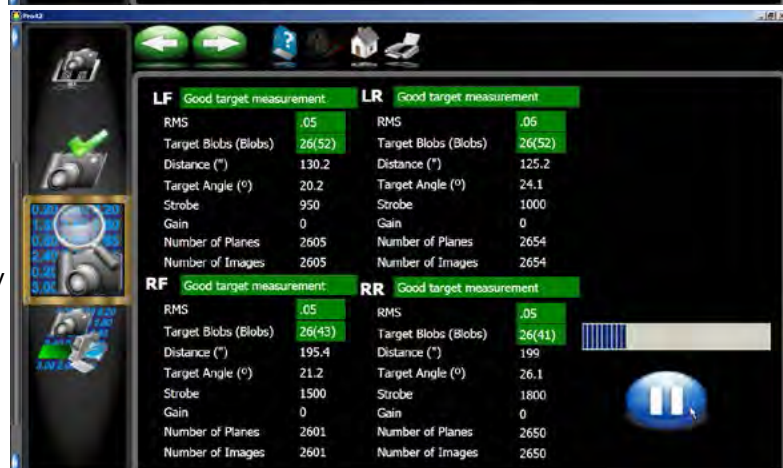 Pro42
LF Good target measurement
RMS .05
Target Blobs (Blobs) 26(52)
Distance (") 130.2
Target Angle (º) 20.2
Strobe 950
Gain 0
Number of Planes 2605
Number of Images 2605
LR Good target measurement
RMS .06
Target Blobs (Blobs) 26(52)
Distance (") 125.2
Target Angle (º) 24.1
Strobe 1000
Gain 0
Number of Planes 2654
Number of Images 2654
RF Good target measurement
RMS .05
Target Blobs (Blobs) 26(43)
Distance (") 195.4
Target Angle (º) 21.2
Strobe 1500
Gain 0
Number of Planes 2601
Number of Images 2601
RR Good target measurement
RMS .05
Target Blobs (Blobs) 26(41)
Distance (") 199
Target Angle (º) 26.1
Strobe 1800
Gain 0
Number of Planes 2650
Number of Images 2650